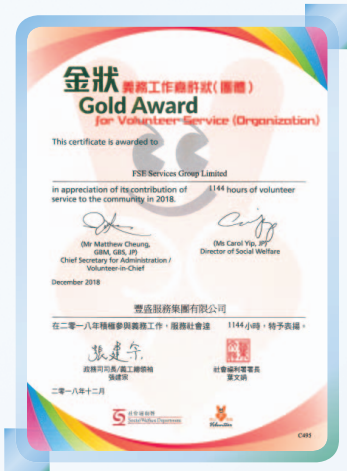 金狀 義務工作嘉許狀(團體)
Gold Award
for Volunteer Service (Organization)
This certificate is awarded to
FSE Services Group Limited
in appreciation of its contribution of 1144 hours of volunteer
service to the community in 2018.
(Mr Matthew Cheung,
GBM, GBS, JP)
Chief Secretary for Administration /
Volunteer-in-Chief
(Ms Carol Yip, JP)
Director of Social Welfare
December 2018
豐盛服務集團有限公司
在二零一八年積極參與義務工作，服務社會達 1144 小時，特予表揚。
張建宗
政務司司長/義工總領袖
張建宗
社會福利署署長
葉文娟
二零一八年十二月
社會福利署
Social Welfare Department
Volunteer
C495